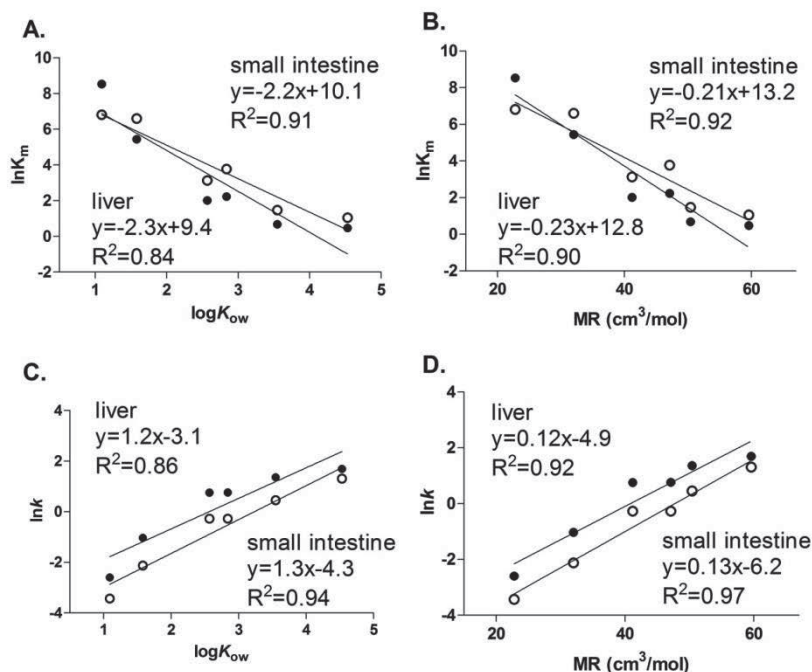 A.
small intestine
y=-2.2x+10.1
R²=0.91
liver
y=-2.3x+9.4
R²=0.84
lnKm
10
8
6
4
2
0
-2
1
2
3
4
5
logKow
B.
small intestine
y=-0.21x+13.2
R²=0.92
liver
y=-0.23x+12.8
R²=0.90
lnKm
10
8
6
4
2
0
-2
20
40
60
MR (cm³/mol)
C.
liver
y=1.2x-3.1
R²=0.86
small intestine
y=1.3x-4.3
R²=0.94
lnk
4
2
0
-2
-4
1
2
3
4
5
logKow
D.
liver
y=0.12x-4.9
R²=0.92
small intestine
y=0.13x-6.2
R²=0.97
lnk
4
2
0
-2
-4
20
40
60
MR (cm³/mol)